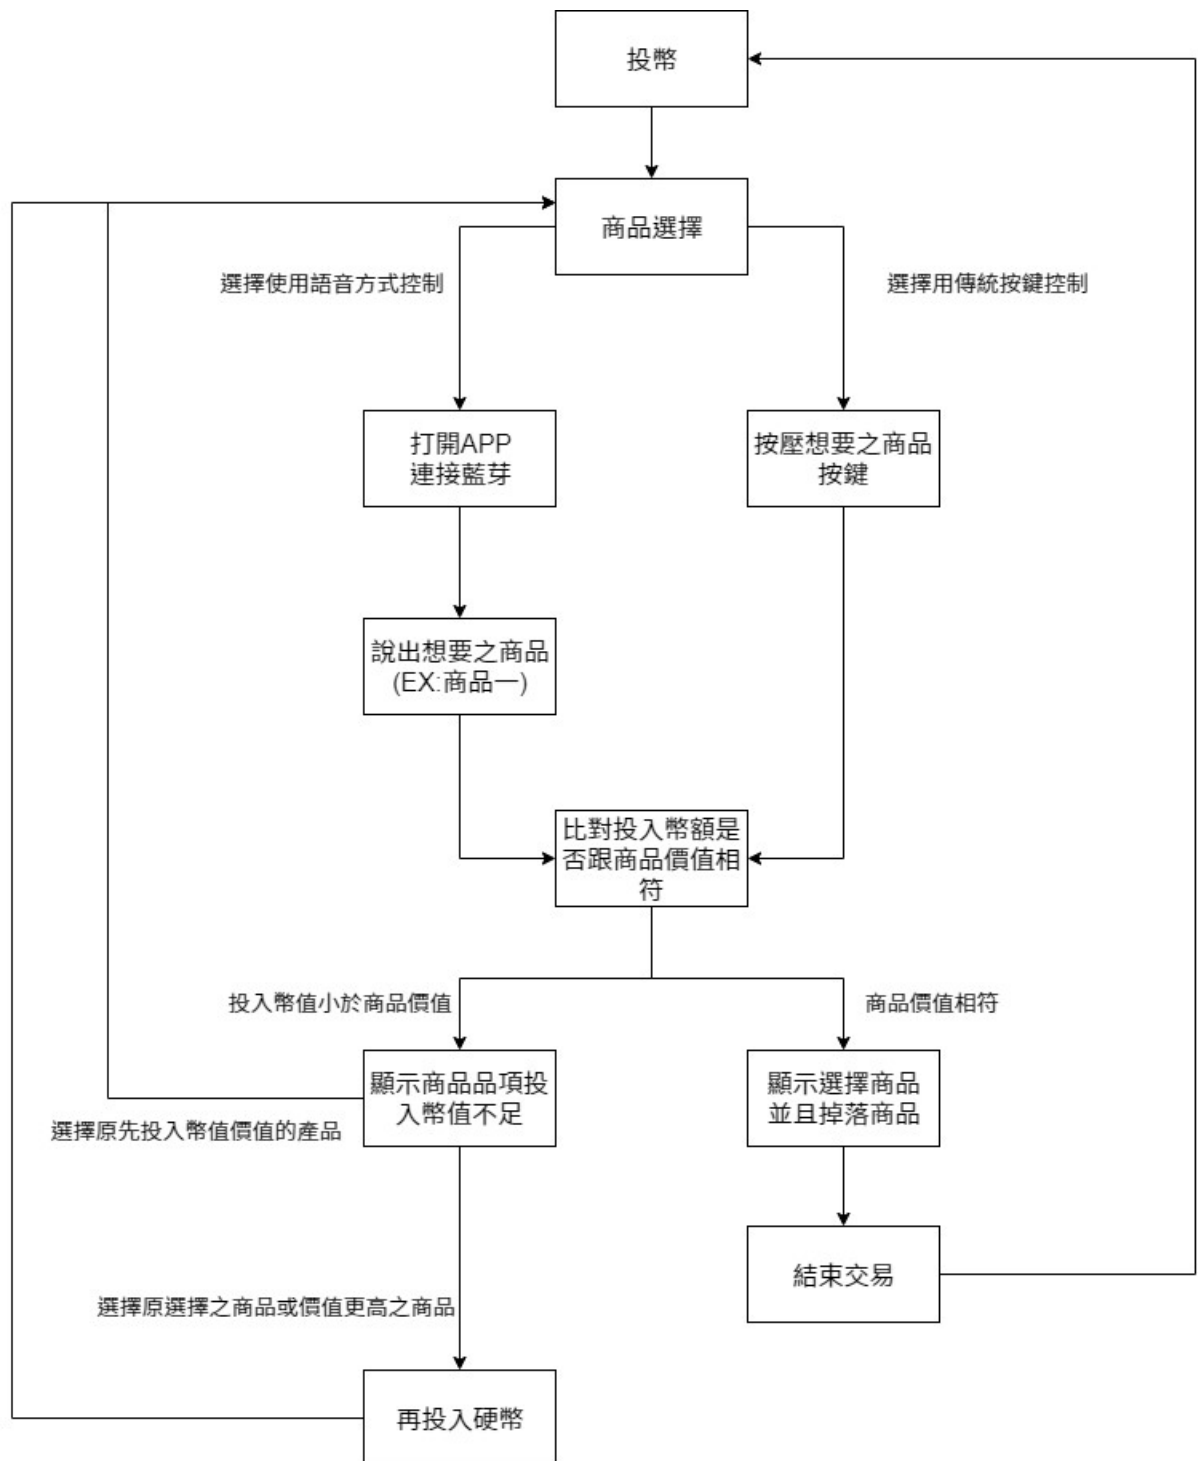 投幣
商品選擇
選擇使用語音方式控制
選擇用傳統按鍵控制
打開APP
連接藍芽
按壓想要之商品
按鍵
說出想要之商品
(EX:商品一)
比對投入幣額是
否跟商品價值相
符
投入幣值小於商品價值
商品價值相符
顯示商品品項投
入幣值不足
顯示選擇商品
並且掉落商品
選擇原先投入幣值價值的產品
結束交易
選擇原選擇之商品或價值更高之商品
再投入硬幣